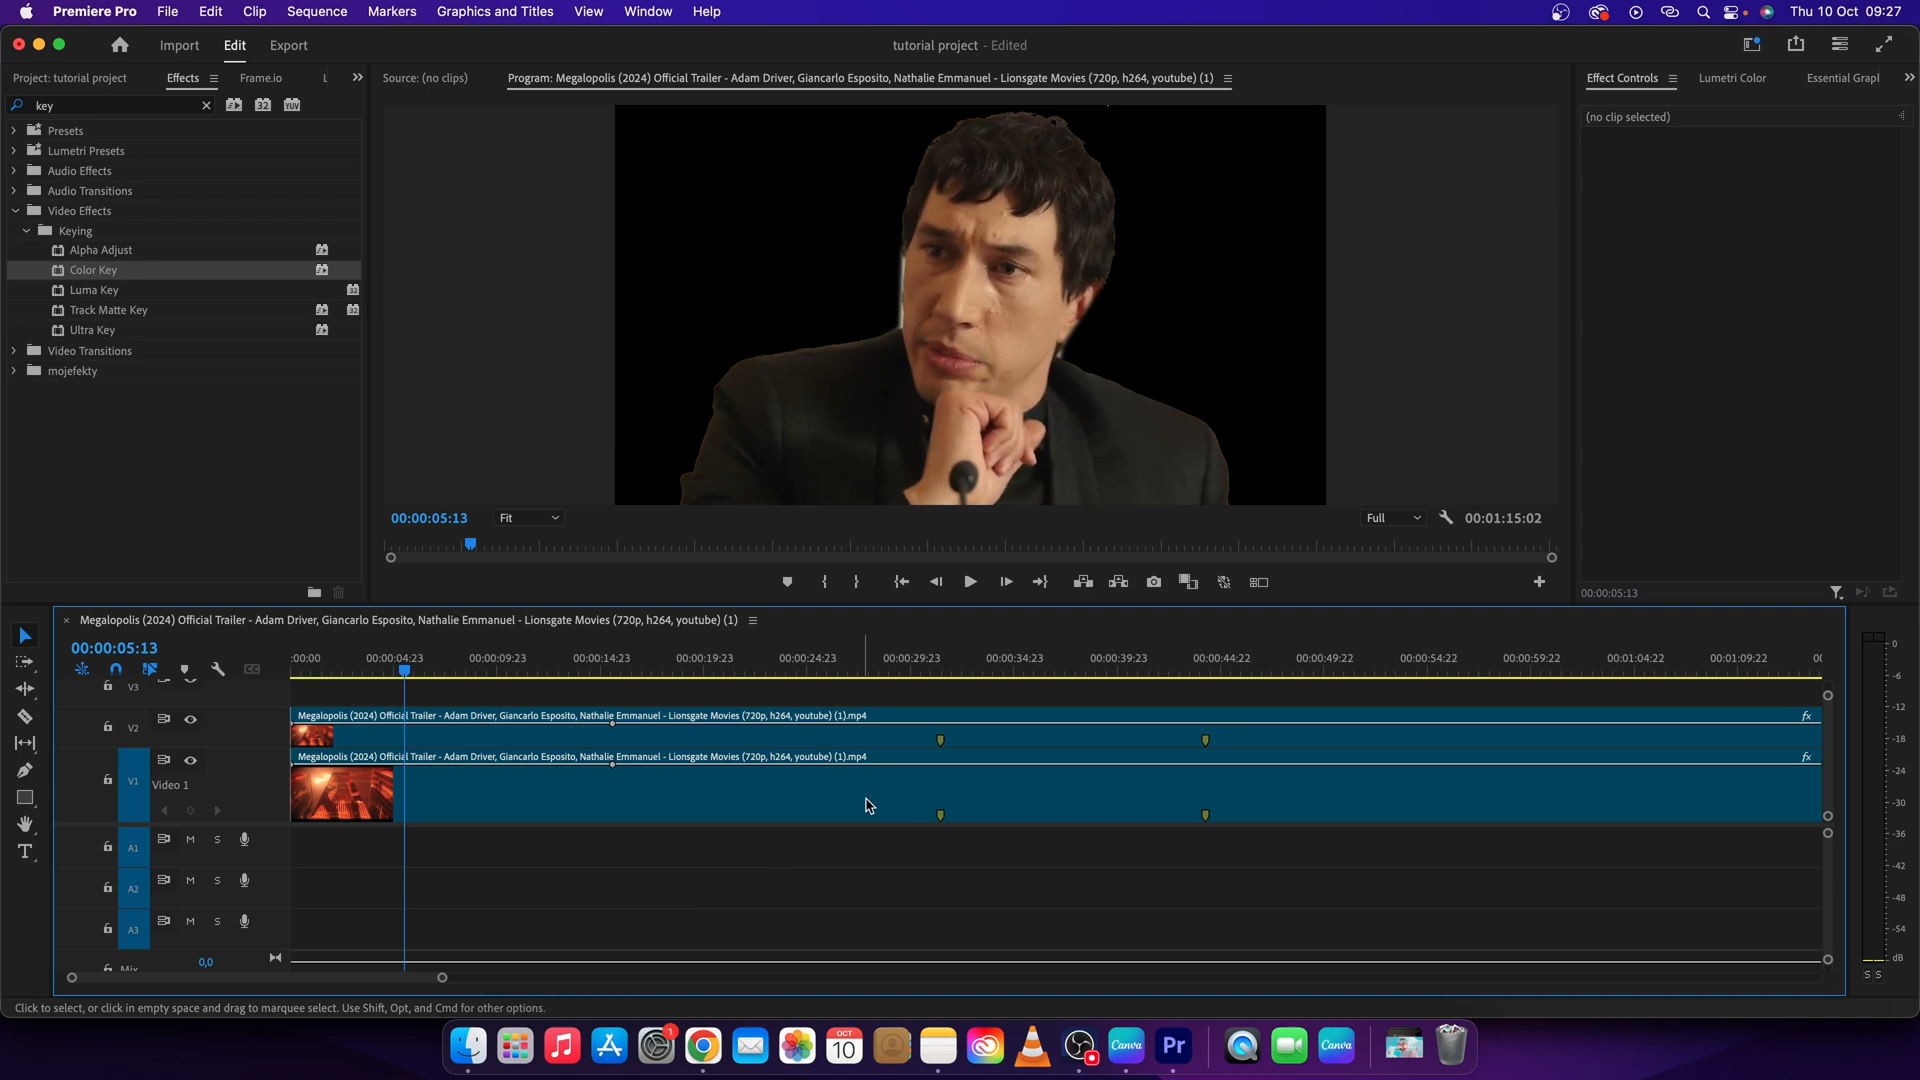 Premiere Pro File Edit Clip Sequence Markers Graphics and Titles View Window Help Thu 10 Oct 09:27
Import Edit Export tutorial project - Edited
Project: tutorial project Effects Frame.io L
Source: (no clips) Program: Megalopolis (2024) Official Trailer - Adam Driver, Giancarlo Esposito, Nathalie Emmanuel - Lionsgate Movies (720p, h264, youtube) (1)
Effect Controls Lumetri Color Essential Grapl
key 32 YUV
(no clip selected)
Presets
Lumetri Presets
Audio Effects
Audio Transitions
Video Effects
Keying
Alpha Adjust
Color Key
Luma Key 32
Track Matte Key 32
Ultra Key
Video Transitions
mojefekty
00:00:05:13 Fit Full 00:01:15:02
00:00:05:13
Megalopolis (2024) Official Trailer - Adam Driver, Giancarlo Esposito, Nathalie Emmanuel - Lionsgate Movies (720p, h264, youtube) (1)
00:00:05:13
:00:00 00:00:04:23 00:00:09:23 00:00:14:23 00:00:19:23 00:00:24:23 00:00:29:23 00:00:34:23 00:00:39:23 00:00:44:22 00:00:49:22 00:00:54:22 00:00:59:22 00:01:04:22 00:01:09:22 00
CC
V3
V2 Megalopolis (2024) Official Trailer - Adam Driver, Giancarlo Esposito, Nathalie Emmanuel - Lionsgate Movies (720p, h264, youtube) (1).mp4 fx
Megalopolis (2024) Official Trailer - Adam Driver, Giancarlo Esposito, Nathalie Emmanuel - Lionsgate Movies (720p, h264, youtube) (1).mp4 fx
V1 Video 1
A1 M S
A2 M S
A3 M S
Mix 0,0
0
-6
-12
-18
-24
-30
-36
-42
-48
-54
dB
S S
Click to select, or click in empty space and drag to marquee select. Use Shift, Opt, and Cmd for other options.
1 OCT 10 Canva Pr Canva